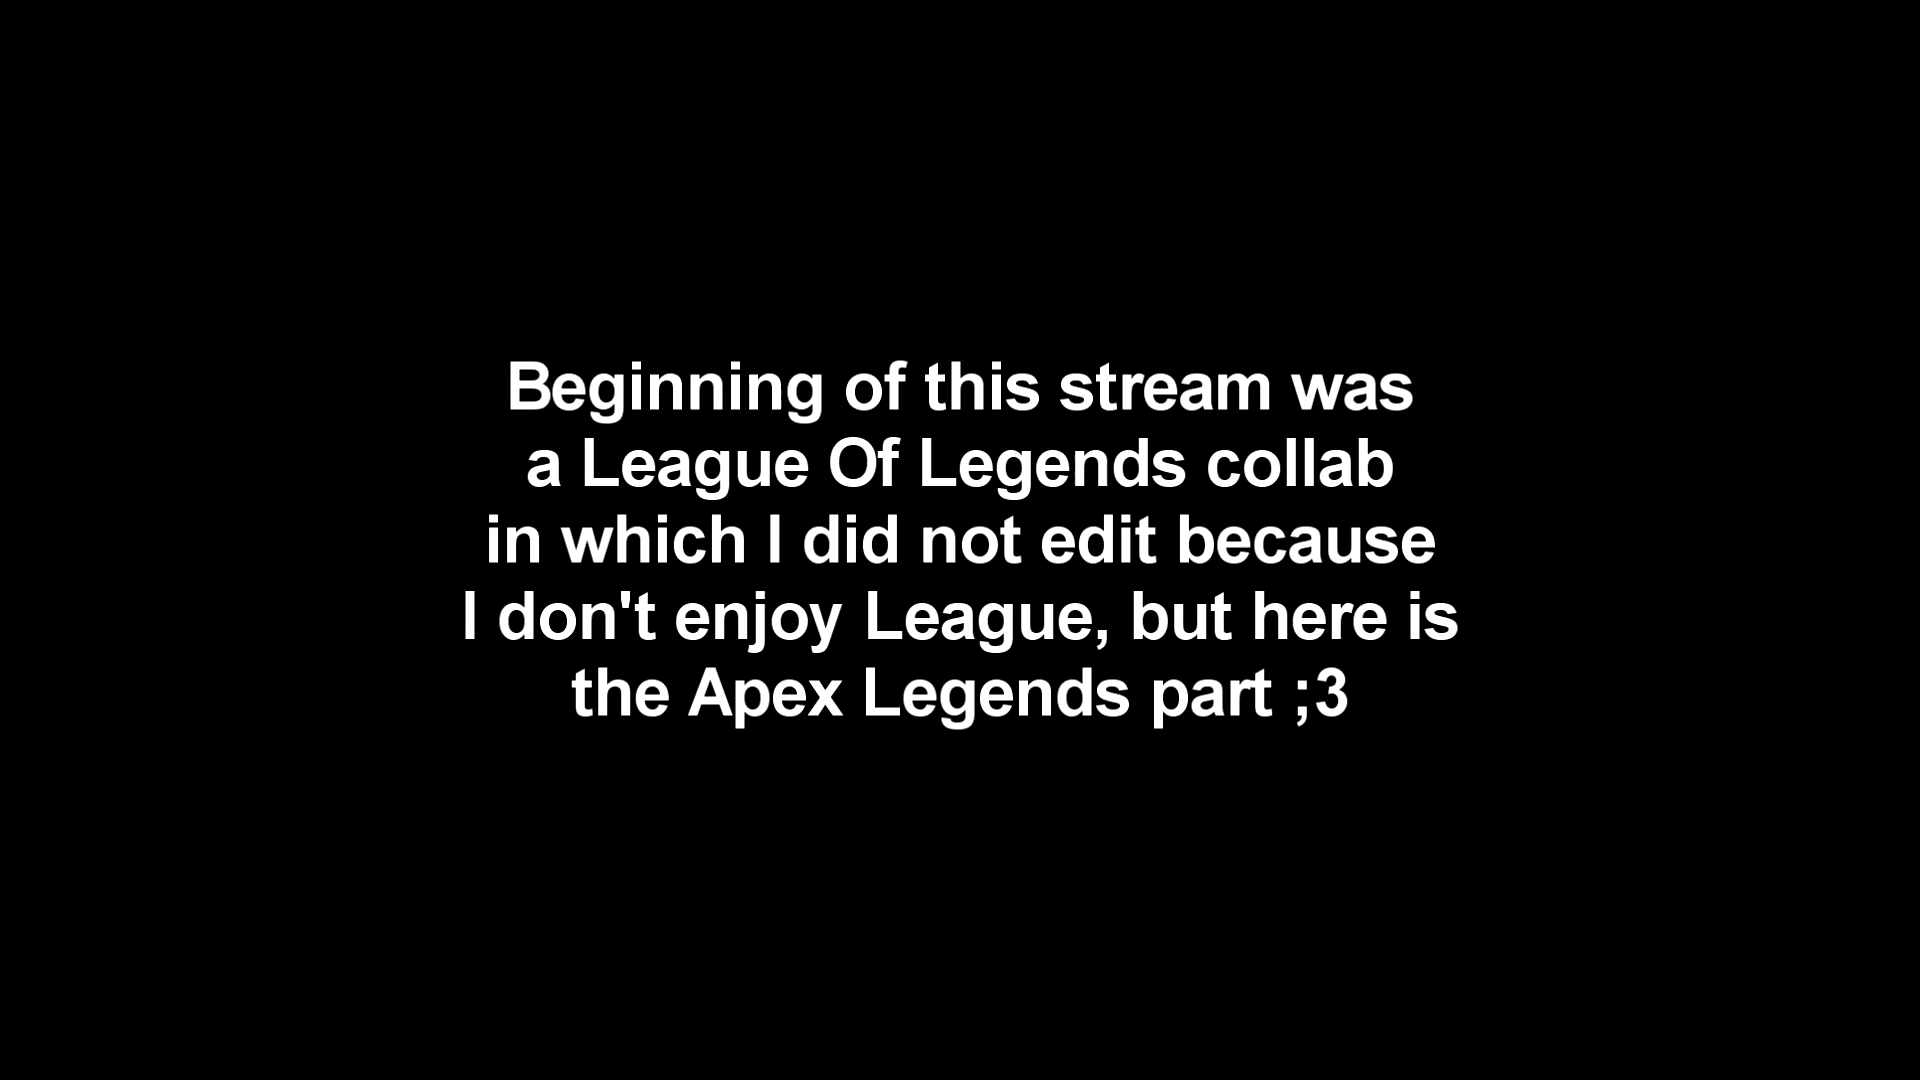 Beginning of this stream was
a League Of Legends collab
in which I did not edit because
I don't enjoy League, but here is
the Apex Legends part ;3